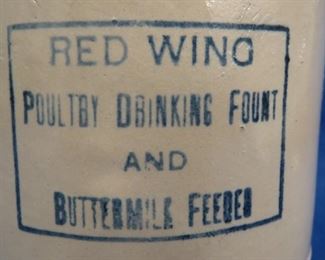 RED WING
POULTRY DRINKING FOUNT
AND
BUTTERMILK FEEDER